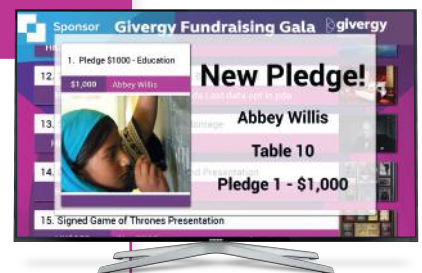 Sponsor Givergy Fundraising Gala givergy
1. Pledge $1000 - Education
$1,000 Abbey Willis
New Pledge!
Abbey Willis
Table 10
Pledge 1 - $1,000
12.
13.
14.
15. Signed Game of Thrones Presentation